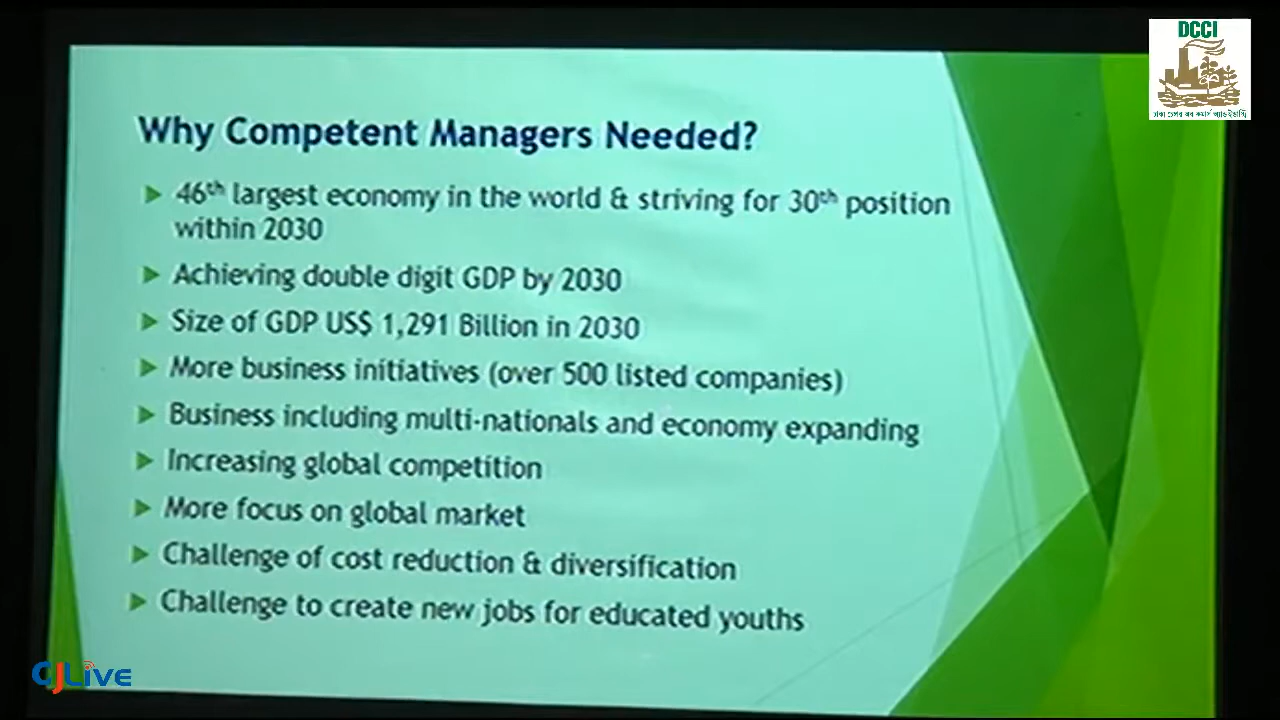 DCCI
ঢাকা চেম্বার অব কমার্স অ্যান্ড ইন্ডাস্ট্রি
Why Competent Managers Needed?
46th largest economy in the world & striving for 30th position
within 2030
Achieving double digit GDP by 2030
Size of GDP US$ 1,291 Billion in 2030
More business initiatives (over 500 listed companies)
Business including multi-nationals and economy expanding
Increasing global competition
More focus on global market
Challenge of cost reduction & diversification
Challenge to create new jobs for educated youths
CJLive